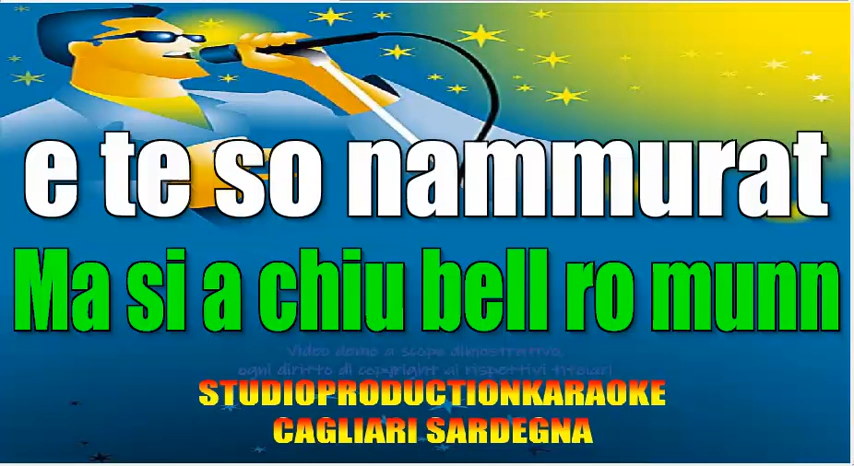 e te so nammurat
Ma si a chiu bell ro munn
Video demo a scopo dimostrativo,
ogni diritto di copyright ai rispettivi titolari
STUDIOPRODUCTIONKARAOKE
CAGLIARI SARDEGNA